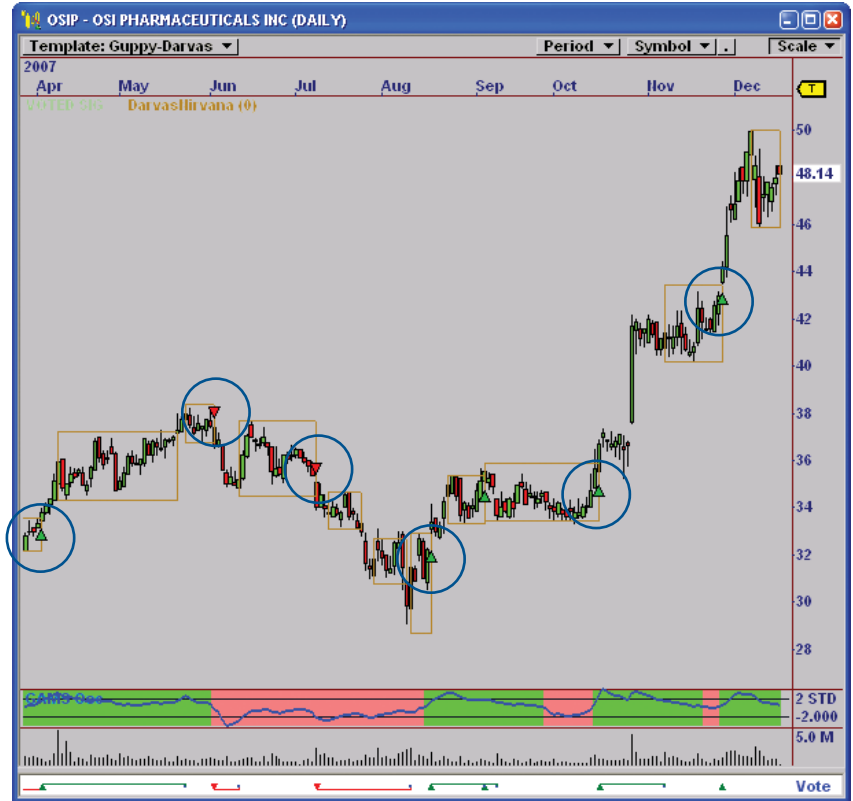 OSIP - OSI PHARMACEUTICALS INC (DAILY)
Template: Guppy-Darvas Period Symbol . Scale
2007
Apr May Jun Jul Aug Sep Oct Nov Dec T
DarvasNirvana (0)
50
48.14
46
44
42
40
38
36
34
32
30
28
2 STD
-2.000
5.0 M
Vote